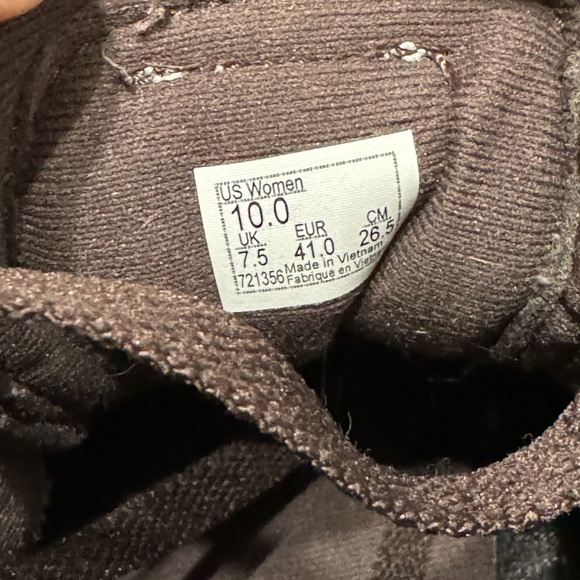 US Women
10.0
UK EUR CM
7.5 41.0 26.5
721356 Made in Vietnam
Fabrique en